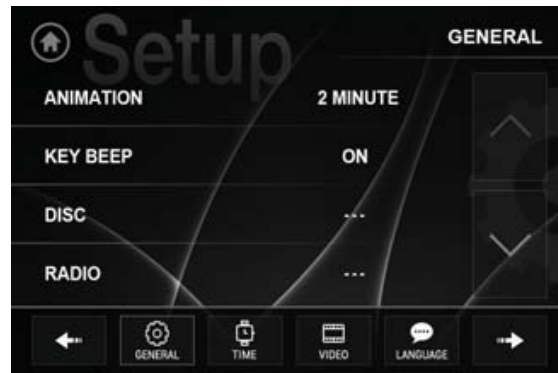 Setup
GENERAL
ANIMATION 2 MINUTE
KEY BEEP ON
DISC ---
RADIO ---
GENERAL TIME VIDEO LANGUAGE